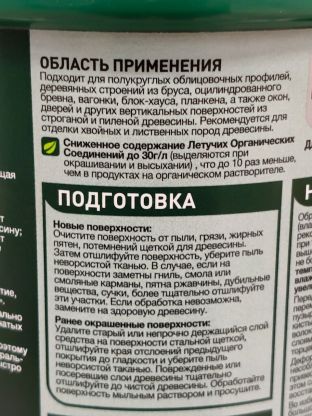 ОБЛАСТЬ ПРИМЕНЕНИЯ
Подходит для полукруглых облицовочных профилей,
деревянных строений из бруса, оцилиндрованного
бревна, вагонки, блок-хауса, планкена, а также окон,
дверей и других вертикальных поверхностей из
строганой и пиленой древесины. Рекомендуется для
отделки хвойных и лиственных пород древесины.
Сниженное содержание Летучих Органических
Соединений до 30г/л (выделяются при
окрашивании и высыхании) , что до 10 раз меньше,
чем в продуктах на органическом растворителе.
ПОДГОТОВКА
Новые поверхности:
Очистите поверхность от пыли, грязи, жирных
пятен, потемнений щеткой для древесины.
Затем отшлифуйте поверхность, уберите пыль
неворсистой тканью. В случае, если на
поверхности заметны гниль, смола или
смоляные карманы, пятна ржавчины, дубильные
вещества, сучки, более тщательно отшлифуйте
эти участки. Если обработка невозможна,
замените на здоровую древесину.
Ранее окрашенные поверхности:
Удалите старый или непрочно держащийся слой
средства на поверхности стальной щеткой,
отшлифуйте края отслоений предыдущего
покрытия до гладкости и уберите пыль
неворсистой тканью. Поврежденные или
посеревшие слои древесины тщательно
отшлифуйте до чистой древесины. Обработайте
поверхность мыльным раствором и просушите.